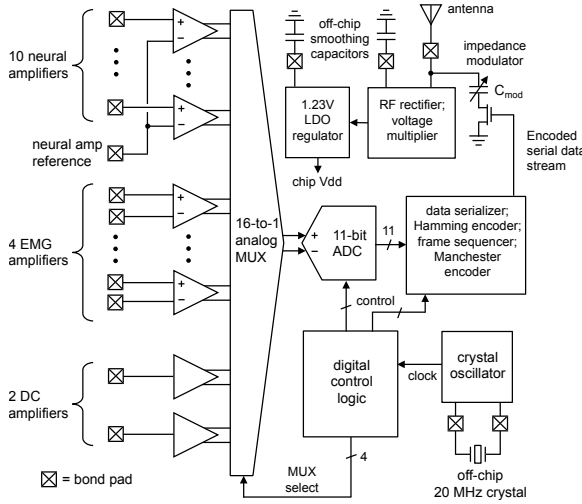 10 neural
amplifiers
neural amp
reference
4 EMG
amplifiers
2 DC
amplifiers
= bond pad
+
−
+
−
+
−
+
−
16-to-1
analog
MUX
off-chip
smoothing
capacitors
antenna
impedance
modulator
Cmod
1.23V
LDO
regulator
RF rectifier;
voltage
multiplier
chip Vdd
Encoded
serial data
stream
+
−
11-bit
ADC
11
data serializer;
Hamming encoder;
frame sequencer;
Manchester
encoder
control
digital
control
logic
clock
crystal
oscillator
4
MUX
select
off-chip
20 MHz crystal